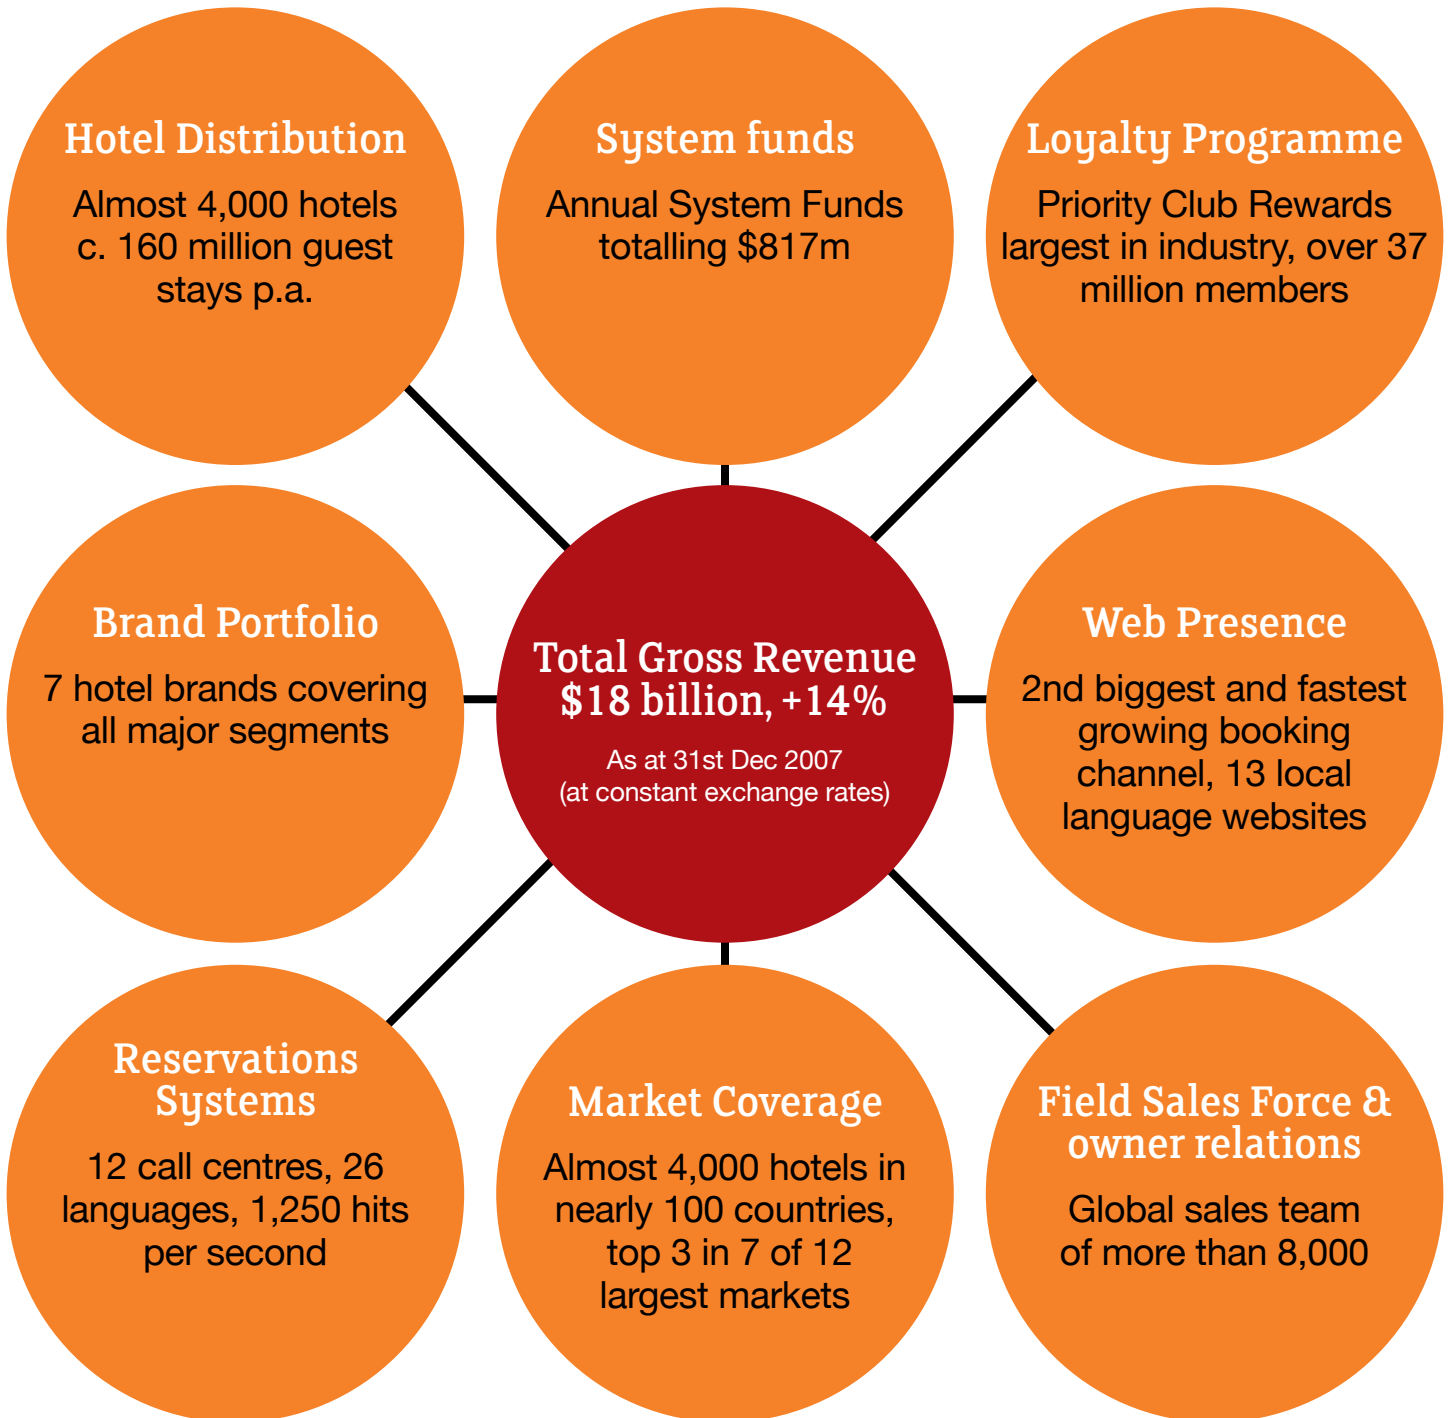 Hotel Distribution
Almost 4,000 hotels
c. 160 million guest
stays p.a.
System funds
Annual System Funds
totalling $817m
Loyalty Programme
Priority Club Rewards
largest in industry, over 37
million members
Brand Portfolio
7 hotel brands covering
all major segments
Total Gross Revenue
$18 billion, +14%
As at 31st Dec 2007
(at constant exchange rates)
Web Presence
2nd biggest and fastest
growing booking
channel, 13 local
language websites
Reservations
Systems
12 call centres, 26
languages, 1,250 hits
per second
Market Coverage
Almost 4,000 hotels in
nearly 100 countries,
top 3 in 7 of 12
largest markets
Field Sales Force &
owner relations
Global sales team
of more than 8,000